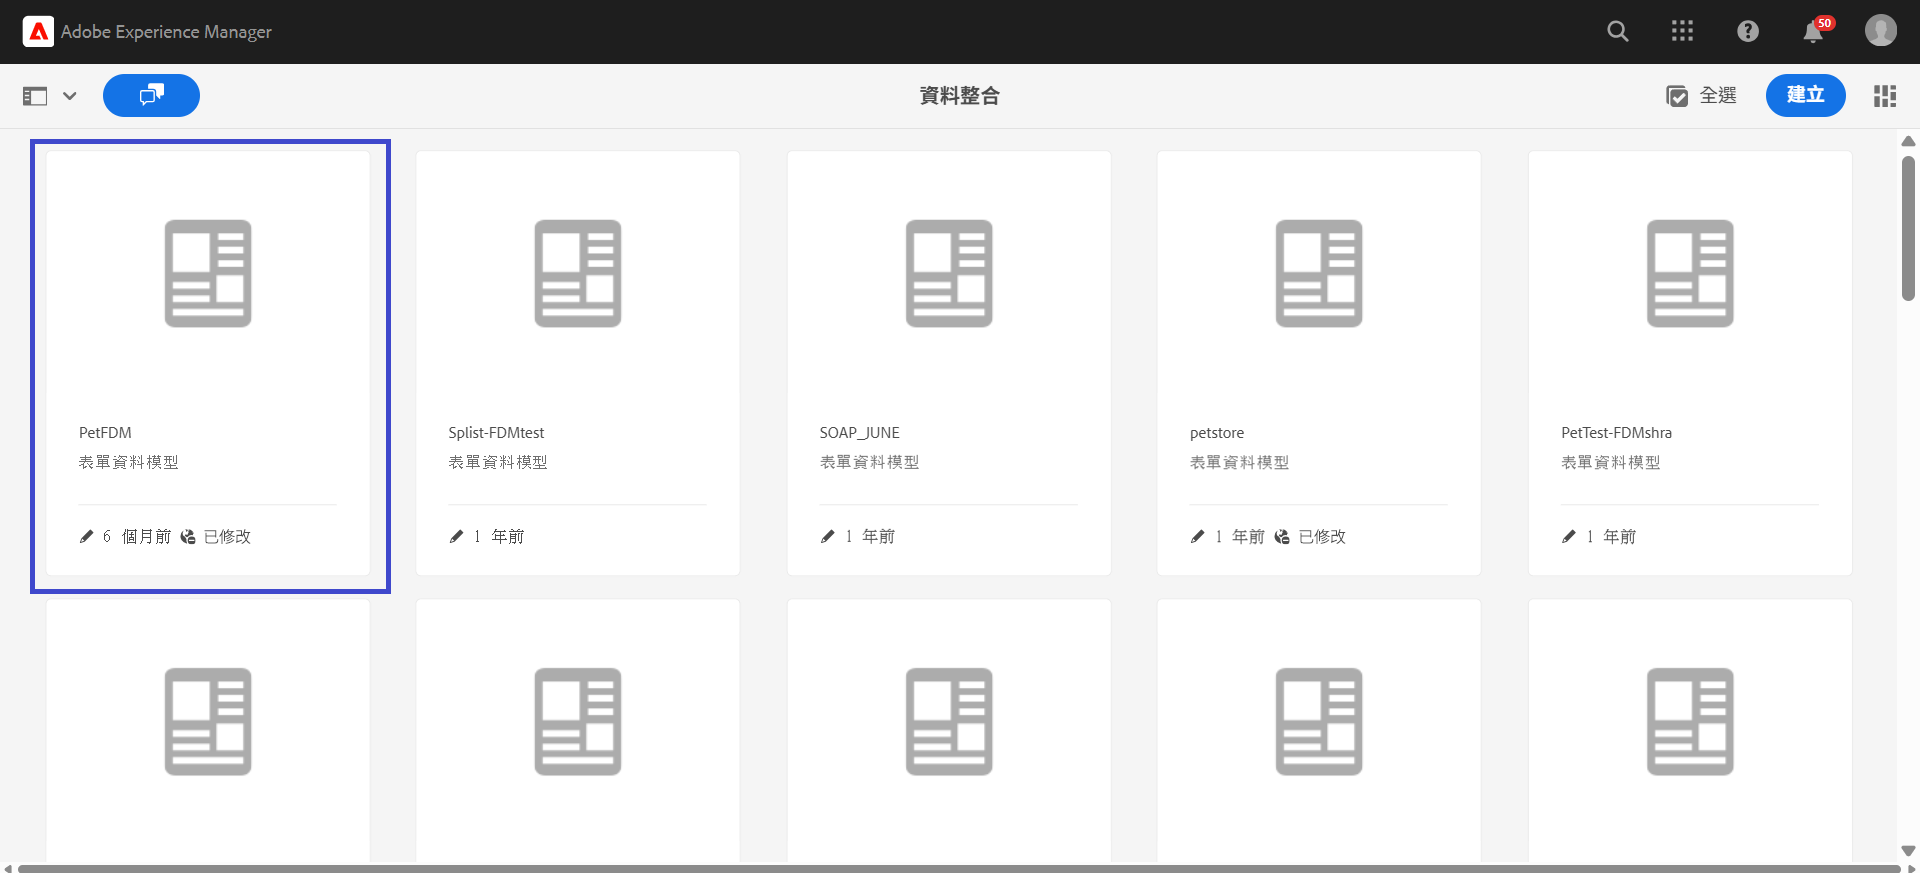 Adobe Experience Manager
50
資料整合
全選
建立
PetFDM
表單資料模型
6 個月前 已修改
Splist-FDMtest
表單資料模型
1 年前
SOAP_JUNE
表單資料模型
1 年前
petstore
表單資料模型
1 年前 已修改
PetTest-FDMshra
表單資料模型
1 年前